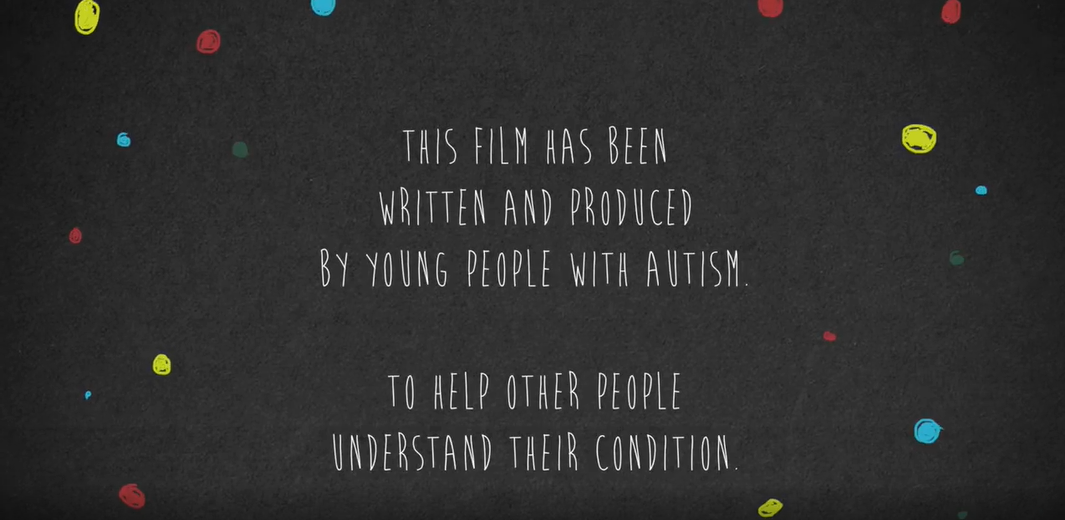 THIS FILM HAS BEEN
WRITTEN AND PRODUCED
BY YOUNG PEOPLE WITH AUTISM.
TO HELP OTHER PEOPLE
UNDERSTAND THEIR CONDITION.